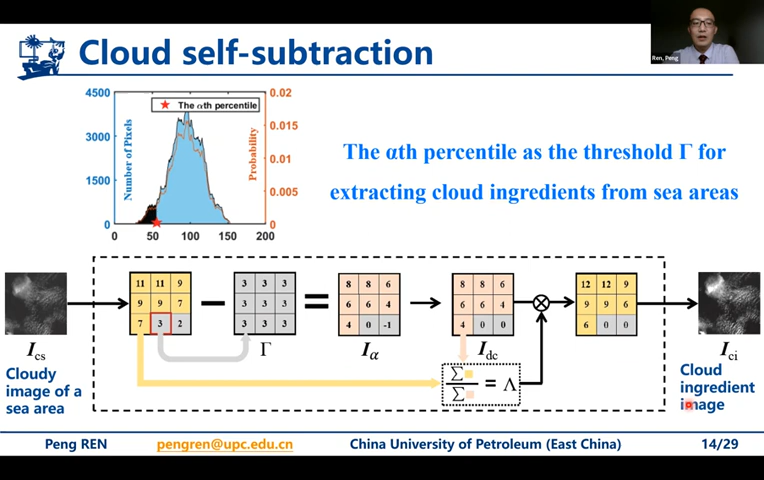 Cloud self-subtraction
Ren, Peng
4500
3000
1500
0
Number of Pixels
The αth percentile
Probability
0.02
0.015
0.01
0.005
0
0 50 100 150 200
The αth percentile as the threshold Γ for
extracting cloud ingredients from sea areas
11 11 9
9 9 7
7 3 2
−
3 3 3
3 3 3
3 3 3
=
8 8 6
6 6 4
4 0 -1
8 8 6
6 6 4
4 0 0
⊗
12 12 9
9 9 6
6 0 0
Ics
Γ
Iα
Idc
Ici
Cloudy
image of a
sea area
Σ
Σ
= Λ
Cloud
ingredient
image
Peng REN
pengren@upc.edu.cn
China University of Petroleum (East China)
14/29